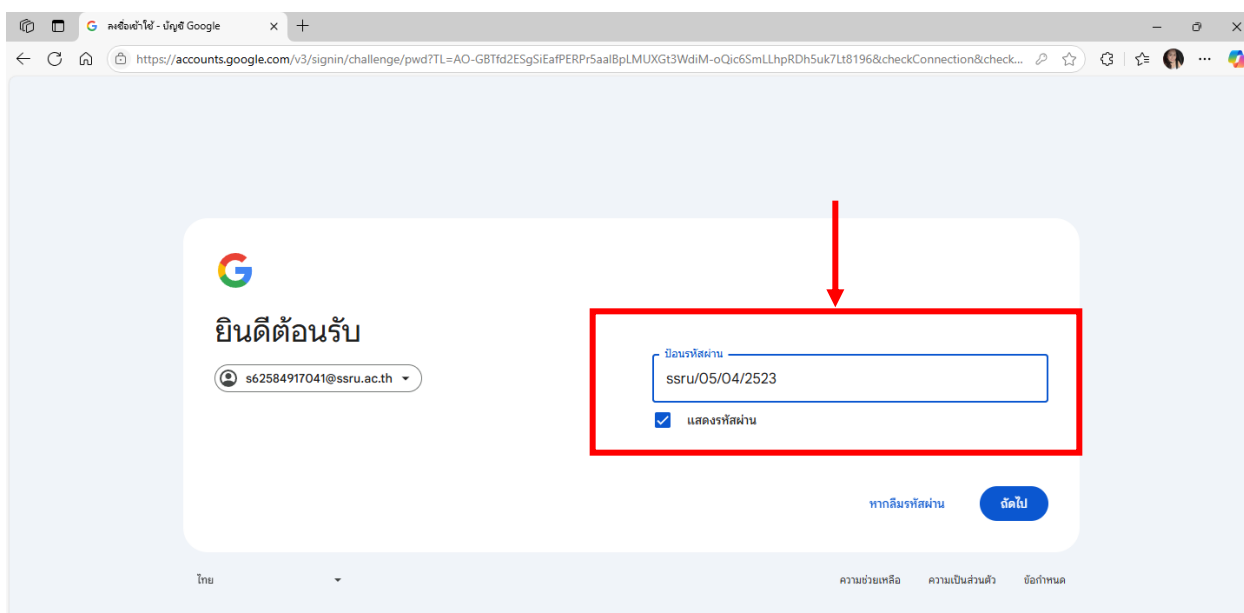 ลงชื่อเข้าใช้ - บัญชี Google
https://accounts.google.com/v3/signin/challenge/pwd?TL=AO-GBTfd2ESgSiEafPERPr5saalBpLMUXGt3WdiM-oQic6SmLLhpRDh5uk7Lt8196&checkConnection&check...
ยินดีต้อนรับ
s62584917041@ssru.ac.th
ป้อนรหัสผ่าน
ssru/05/04/2523
แสดงรหัสผ่าน
หากลืมรหัสผ่าน
ถัดไป
ไทย
ความช่วยเหลือ ความเป็นส่วนตัว ข้อกำหนด